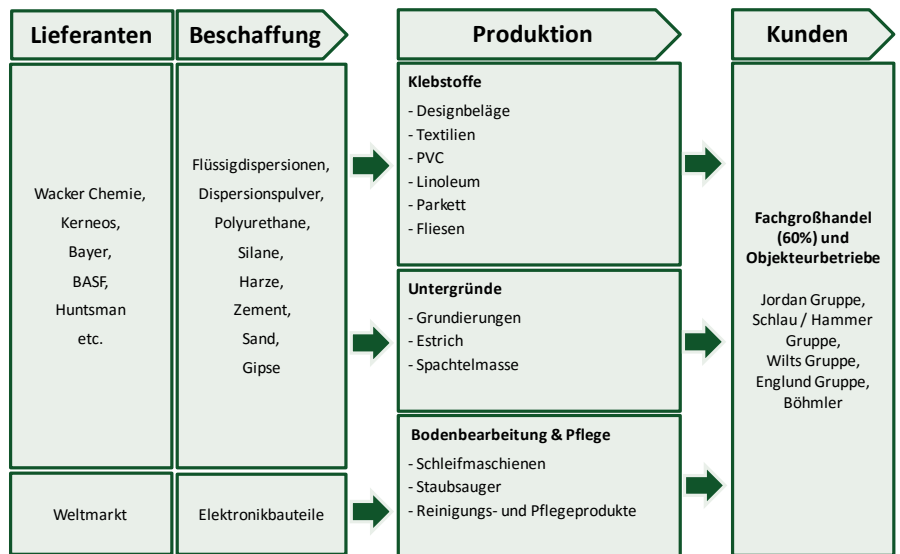 Lieferanten
Beschaffung
Produktion
Kunden
Wacker Chemie,
Kerneos,
Bayer,
BASF,
Huntsman
etc.
Flüssigdispersionen,
Dispersionspulver,
Polyurethane,
Silane,
Harze,
Zement,
Sand,
Gipse
Klebstoffe
- Designbeläge
- Textilien
- PVC
- Linoleum
- Parkett
- Fliesen
Untergründe
- Grundierungen
- Estrich
- Spachtelmasse
Bodenbearbeitung & Pflege
- Schleifmaschienen
- Staubsauger
- Reinigungs- und Pflegeprodukte
Fachgroßhandel
(60%) und
Objekteurbetriebe
Jordan Gruppe,
Schlau / Hammer
Gruppe,
Wilts Gruppe,
Englund Gruppe,
Böhmler
Weltmarkt
Elektronikbauteile